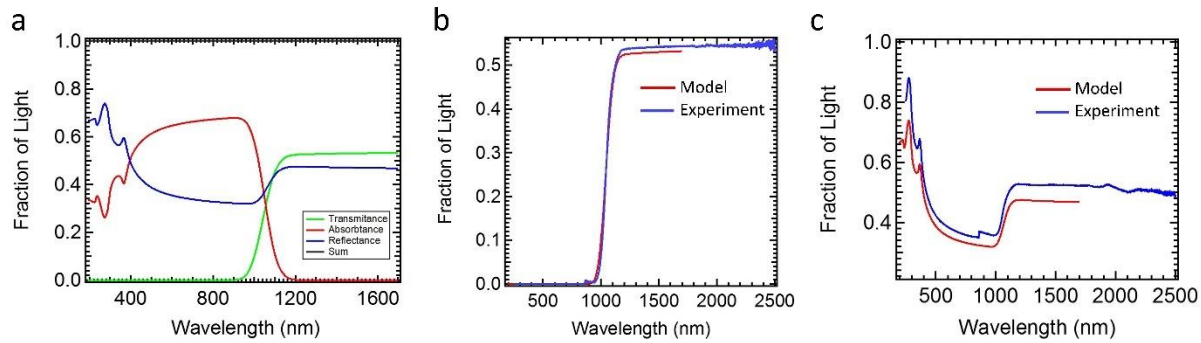 a
1.0
0.8
0.6
0.4
0.2
0.0
Fraction of Light
400
800
1200
1600
Wavelength (nm)
Transmitance
Absorbtance
Reflectance
Sum
b
0.5
0.4
0.3
0.2
0.1
0.0
Fraction of Light
500
1000
1500
2000
2500
Wavelength (nm)
Model
Experiment
c
1.0
0.8
0.6
0.4
Fraction of Light
500
1000
1500
2000
2500
Wavelength (nm)
Model
Experiment